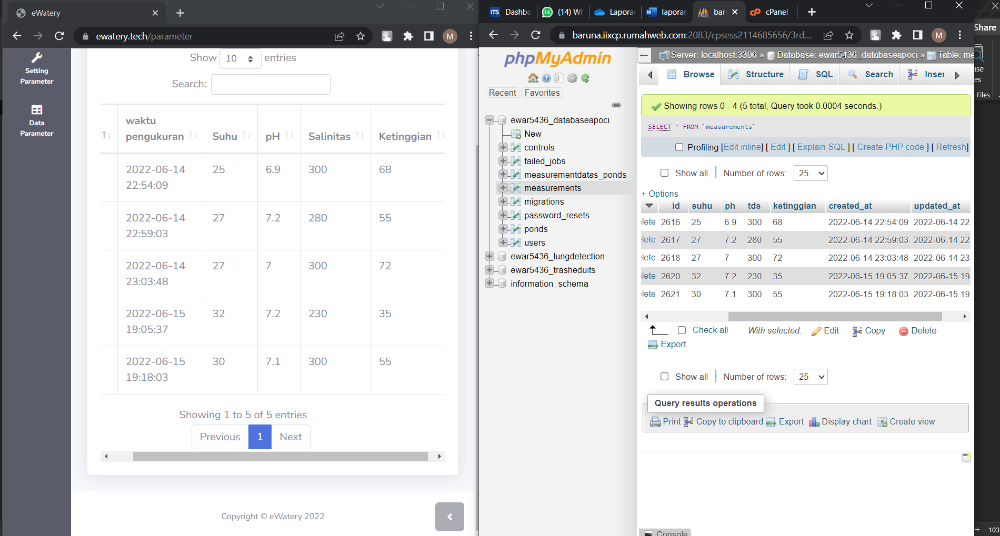 eWatery
ewatery.tech/parameter
M
Setting
Parameter
Data
Parameter
Show 10 entries
Search:
waktu pengukuran Suhu pH Salinitas Ketinggian
2022-06-14 22:54:09 25 6.9 300 68
2022-06-14 22:59:03 27 7.2 280 55
2022-06-14 23:03:48 27 7 300 72
2022-06-15 19:05:37 32 7.2 230 35
2022-06-15 19:18:03 30 7.1 300 55
Showing 1 to 5 of 5 entries
Previous 1 Next
Copyright © eWatery 2022
ITS Dashbo (14) Wh Laporar laporan bar cP cPanel
baruna.iixcp.rumahweb.com:2083/cpsess2114685656/3rd...
M
phpMyAdmin
Recent Favorites
ewar5436_databaseapoci
New
controls
failed_jobs
measurementdatas_ponds
measurements
migrations
password_resets
ponds
users
ewar5436_lungdetection
ewar5436_trasheduits
information_schema
Server: localhost:3306 » Database: ewar5436_databaseapoci » Table: me
Browse Structure SQL Search Inser
Showing rows 0 - 4 (5 total, Query took 0.0004 seconds.)
SELECT * FROM `measurements`
Profiling [Edit inline] [ Edit ] [ Explain SQL ] [ Create PHP code ] [ Refresh]
Show all | Number of rows: 25
+ Options
id suhu ph tds ketinggian created_at updated_at
elete 2616 25 6.9 300 68 2022-06-14 22:54:09 2022-06-14 22
elete 2617 27 7.2 280 55 2022-06-14 22:59:03 2022-06-14 22
elete 2618 27 7 300 72 2022-06-14 23:03:48 2022-06-14 23
elete 2620 32 7.2 230 35 2022-06-15 19:05:37 2022-06-15 19
elete 2621 30 7.1 300 55 2022-06-15 19:18:03 2022-06-15 19
Check all With selected: Edit Copy Delete
Export
Show all | Number of rows: 25
Query results operations
Print Copy to clipboard Export Display chart Create view
Console
Share
use
es
Files
+ 103